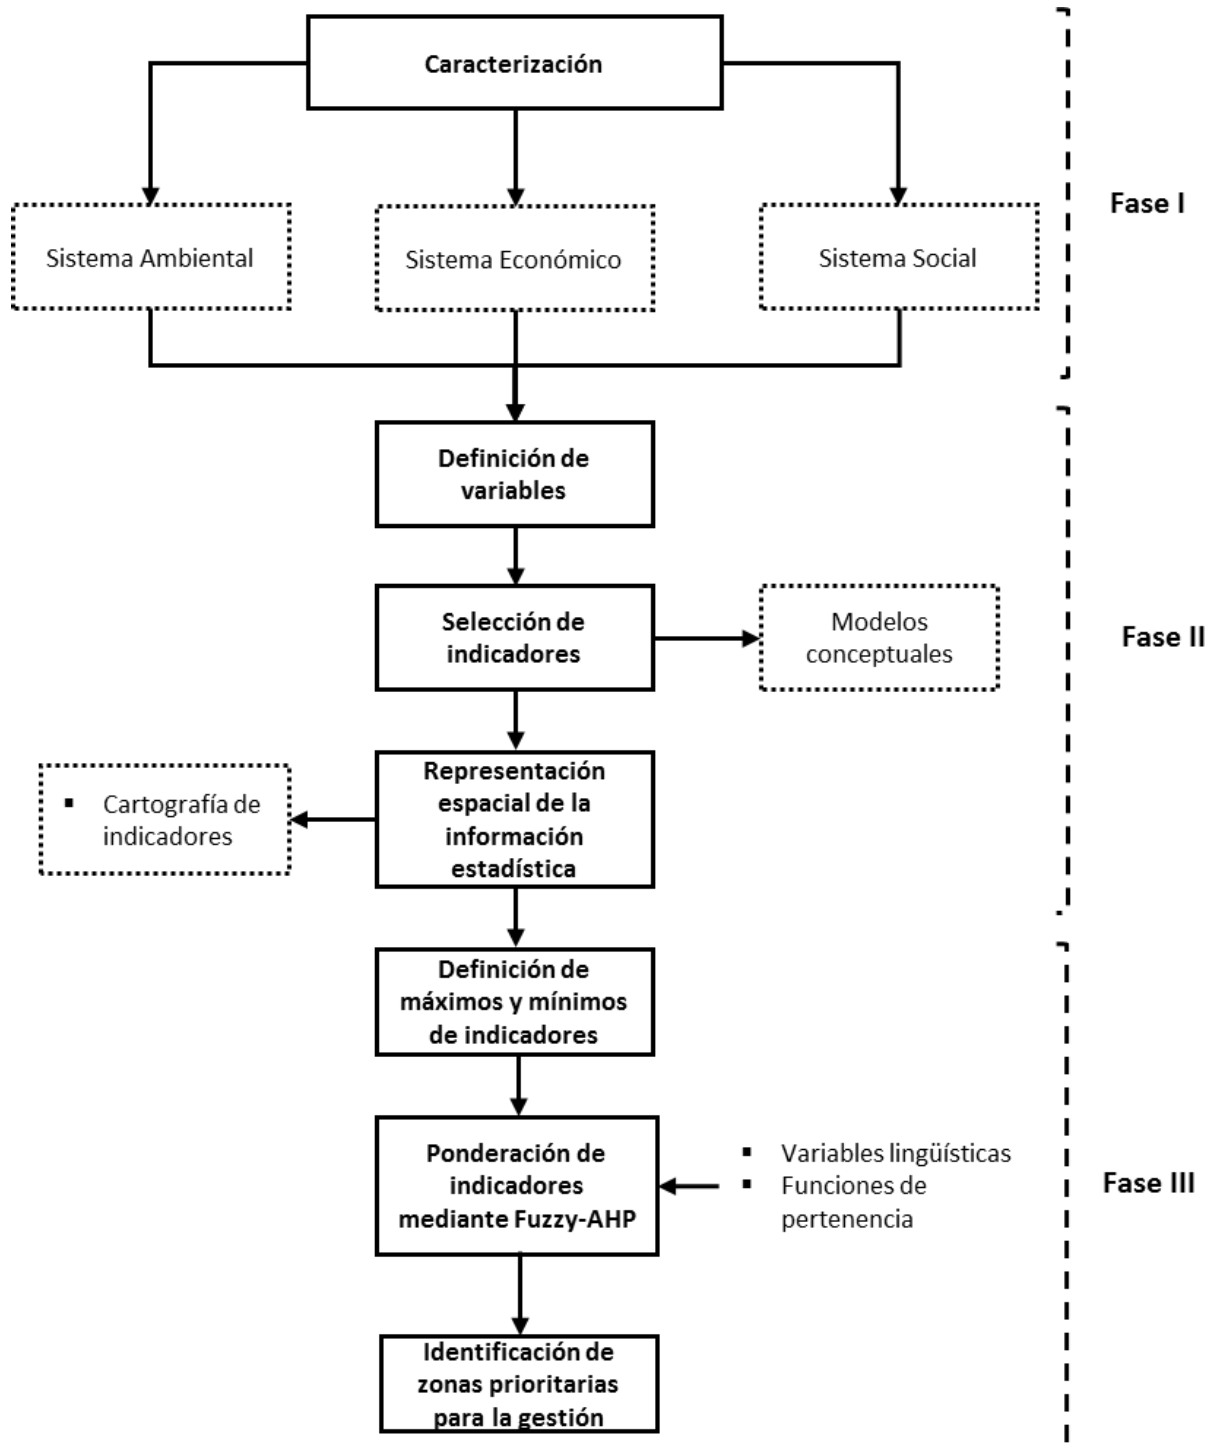 Caracterización
Fase I
Sistema Ambiental
Sistema Económico
Sistema Social
Definición de
variables
Selección de
indicadores
Modelos
conceptuales
Fase II
Representación
espacial de la
información
estadística
▪ Cartografía de
indicadores
Definición de
máximos y mínimos
de indicadores
Ponderación de
indicadores
mediante Fuzzy-AHP
▪ Variables lingüísticas
▪ Funciones de
pertenencia
Fase III
Identificación de
zonas prioritarias
para la gestión